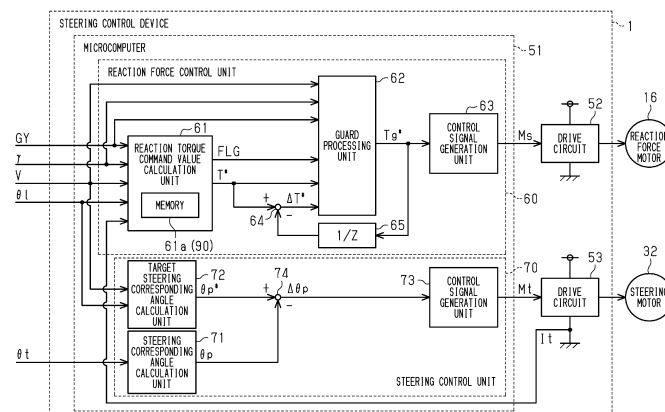 STEERING CONTROL DEVICE
1
MICROCOMPUTER
51
REACTION FORCE CONTROL UNIT
62
61
63
52
16
GY
γ
V
θl
REACTION TORQUE
COMMAND VALUE
CALCULATION
UNIT
MEMORY
61a (90)
FLG
T*
GUARD
PROCESSING
UNIT
Tg*
CONTROL
SIGNAL
GENERATION
UNIT
Ms
DRIVE
CIRCUIT
REACTION
FORCE
MOTOR
+
ΔT*
64
−
65
1/Z
60
TARGET
STEERING
CORRESPONDING
ANGLE
CALCULATION
UNIT
72
θp*
74
+
Δθp
−
73
CONTROL
SIGNAL
GENERATION
UNIT
70
Mt
53
DRIVE
CIRCUIT
32
STEERING
MOTOR
It
STEERING
CORRESPONDING
ANGLE
CALCULATION
UNIT
71
θp
θt
STEERING CONTROL UNIT